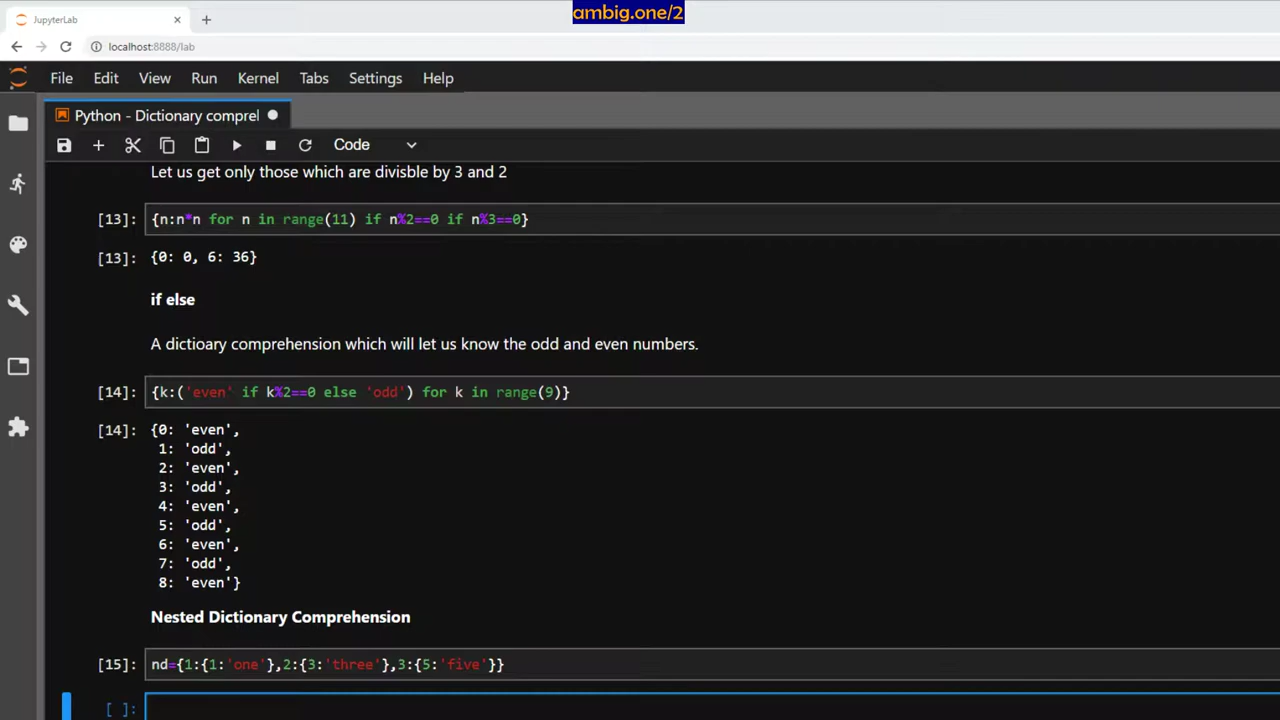 ambig.one/2
JupyterLab
localhost:8888/lab
File Edit View Run Kernel Tabs Settings Help
Python - Dictionary comprel
Code
Let us get only those which are divisble by 3 and 2
[13]: {n:n*n for n in range(11) if n%2==0 if n%3==0}
[13]: {0: 0, 6: 36}
if else
A dictioary comprehension which will let us know the odd and even numbers.
[14]: {k:('even' if k%2==0 else 'odd') for k in range(9)}
[14]: {0: 'even',
1: 'odd',
2: 'even',
3: 'odd',
4: 'even',
5: 'odd',
6: 'even',
7: 'odd',
8: 'even'}
Nested Dictionary Comprehension
[15]: nd={1:{1:'one'},2:{3:'three'},3:{5:'five'}}
[ ]: